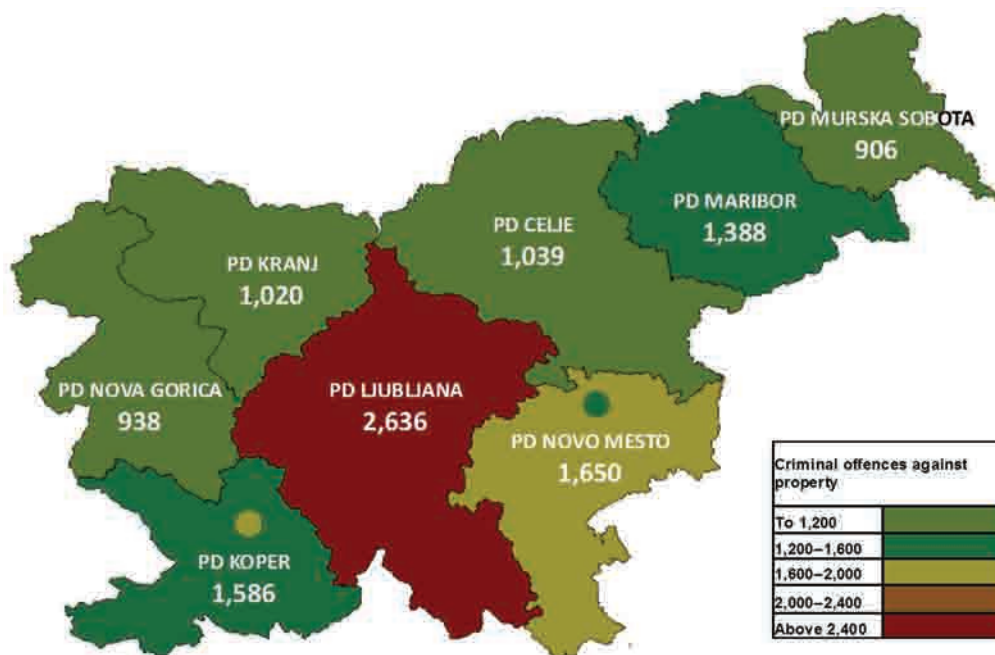 PD MURSKA SOBOTA
906
PD MARIBOR
1,388
PD CELJE
1,039
PD KRANJ
1,020
PD NOVA GORICA
938
PD LJUBLJANA
2,636
PD NOVO MESTO
1,650
PD KOPER
1,586
Criminal offences against
property
To 1,200
1,200–1,600
1,600–2,000
2,000–2,400
Above 2,400